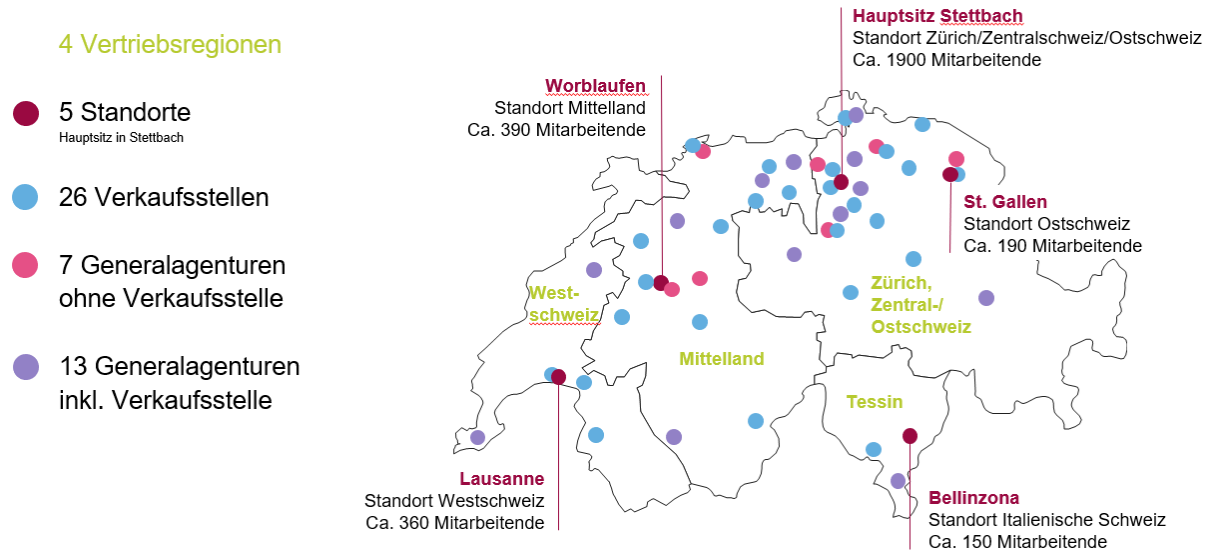 4 Vertriebsregionen
5 Standorte
Hauptsitz in Stettbach
26 Verkaufsstellen
7 Generalagenturen
ohne Verkaufsstelle
13 Generalagenturen
inkl. Verkaufsstelle
Hauptsitz Stettbach
Standort Zürich/Zentralschweiz/Ostschweiz
Ca. 1900 Mitarbeitende
Worblaufen
Standort Mittelland
Ca. 390 Mitarbeitende
St. Gallen
Standort Ostschweiz
Ca. 190 Mitarbeitende
West-
schweiz
Zürich,
Zentral-/
Ostschweiz
Mittelland
Tessin
Lausanne
Standort Westschweiz
Ca. 360 Mitarbeitende
Bellinzona
Standort Italienische Schweiz
Ca. 150 Mitarbeitende